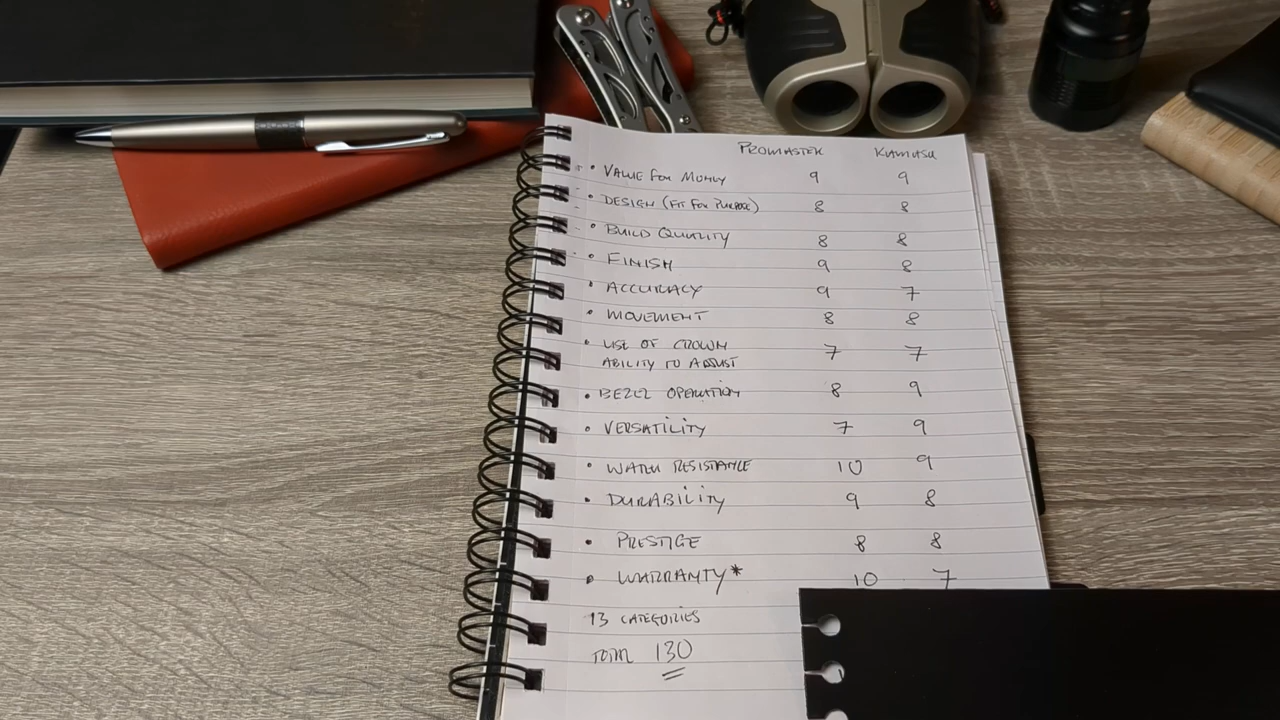 PROMASTER KAMASU
• VALUE FOR MONEY 9 9
• DESIGN (FIT FOR PURPOSE) 8 8
• BUILD QUALITY 8 8
• FINISH 9 8
• ACCURACY 9 7
• MOVEMENT 8 8
• USE OF CROWN
ABILITY TO ADJUST 7 7
• BEZEL OPERATION 8 9
• VERSATILITY 7 9
• WATER RESISTANCE 10 9
• DURABILITY 9 8
• PRESTIGE 8 8
• WARRANTY* 10 7
13 CATEGORIES
TOTAL 130